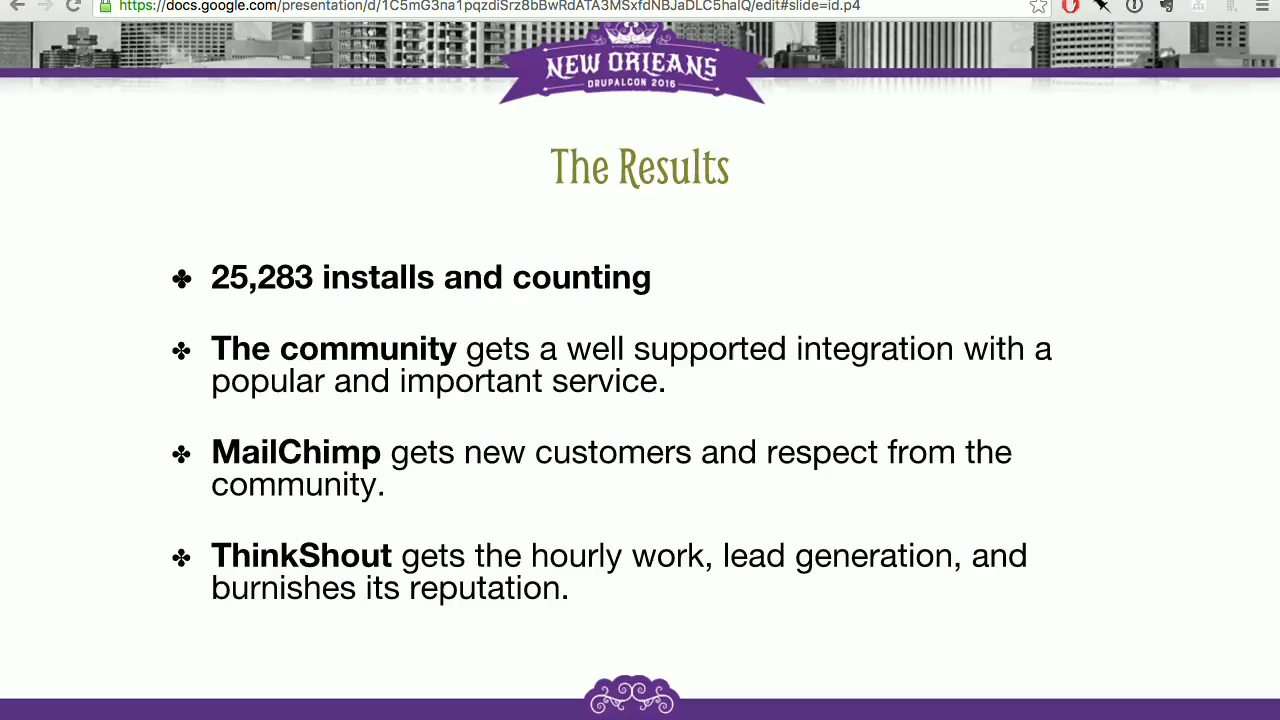 https://docs.google.com/presentation/d/1C5mG3na1pqzdiSrz8bBwRdATA3MSxfdNBJaDLC5halQ/edit#slide=id.p4
NEW ORLEANS
DRUPALCON 2016
The Results
25,283 installs and counting
The community gets a well supported integration with a
popular and important service.
MailChimp gets new customers and respect from the
community.
ThinkShout gets the hourly work, lead generation, and
burnishes its reputation.